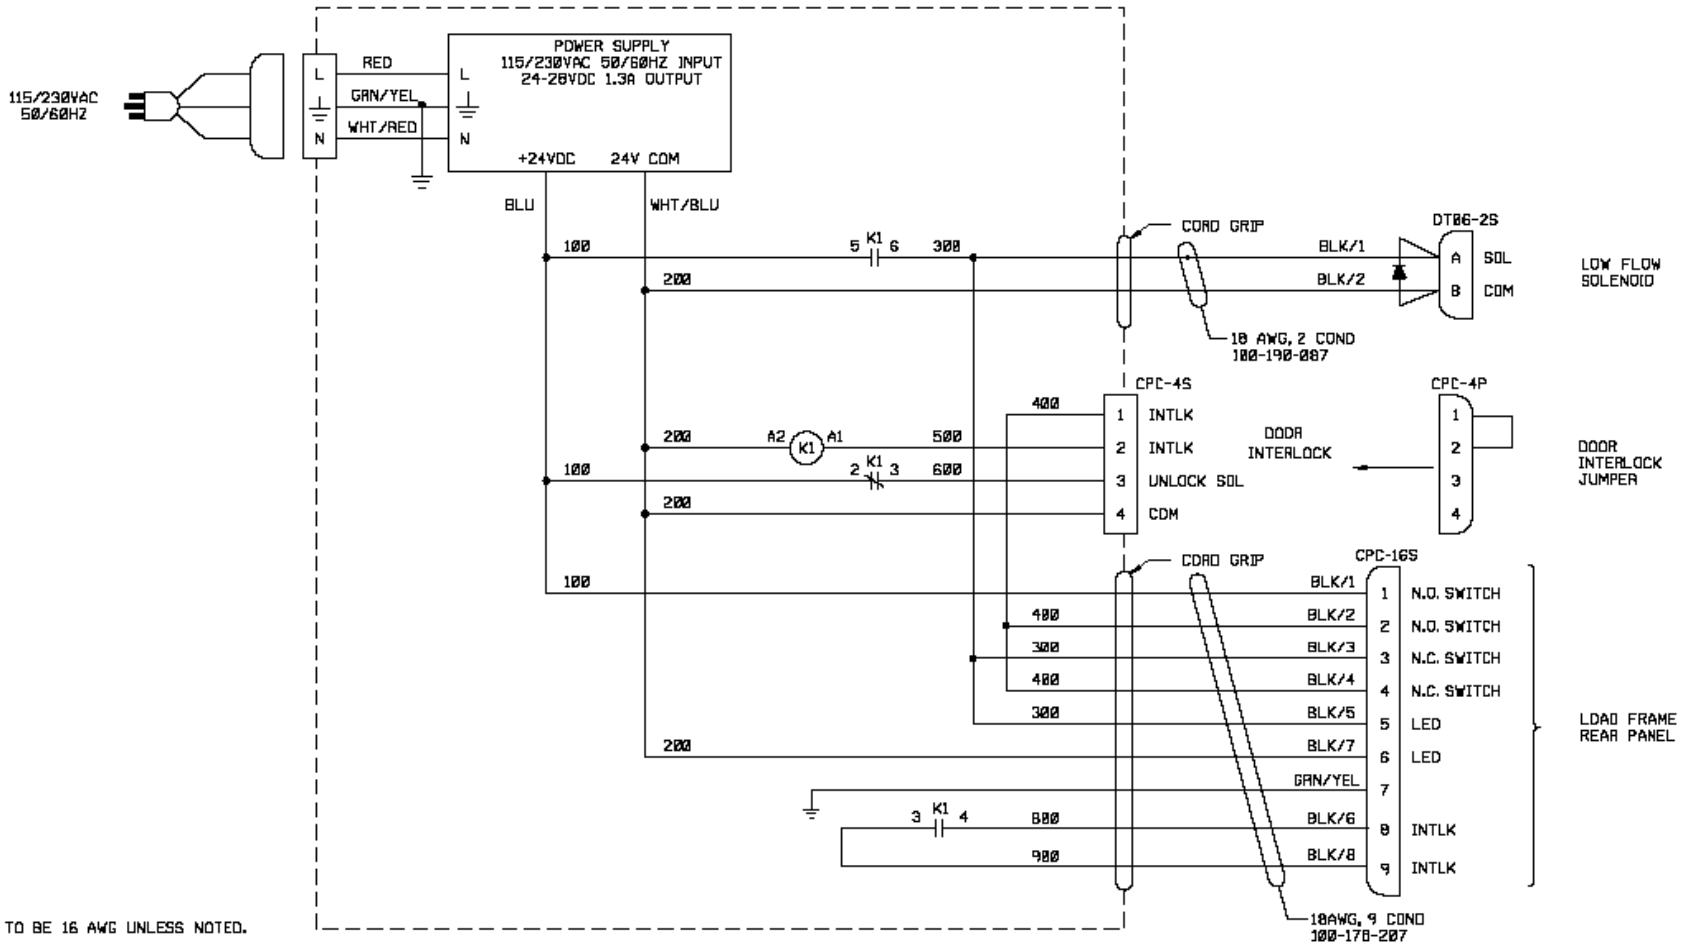 115/230VAC
50/60HZ
L
N
RED
GRN/YEL
WHT/RED
POWER SUPPLY
115/230VAC 50/60HZ INPUT
24-28VDC 1.3A OUTPUT
L
N
+24VDC 24V COM
BLU
WHT/BLU
100
5 K1 6
300
200
CORD GRIP
BLK/1
BLK/2
DT06-2S
A SOL
B COM
LOW FLOW
SOLENOID
18 AWG, 2 COND
100-190-087
CPC-4S
400
1 INTLK
200
A2 K1 A1
500
2 INTLK
100
2 K1 3
600
3 UNLOCK SOL
200
4 COM
DOOR
INTERLOCK
CPC-4P
1
2
3
4
DOOR
INTERLOCK
JUMPER
CORD GRIP
CPC-16S
100
BLK/1
1 N.O. SWITCH
400
BLK/2
2 N.O. SWITCH
300
BLK/3
3 N.C. SWITCH
400
BLK/4
4 N.C. SWITCH
300
BLK/5
5 LED
200
BLK/7
6 LED
GRN/YEL
7
3 K1 4
800
BLK/6
8 INTLK
900
BLK/8
9 INTLK
LOAD FRAME
REAR PANEL
18AWG, 9 COND
100-178-207
TO BE 16 AWG UNLESS NOTED.